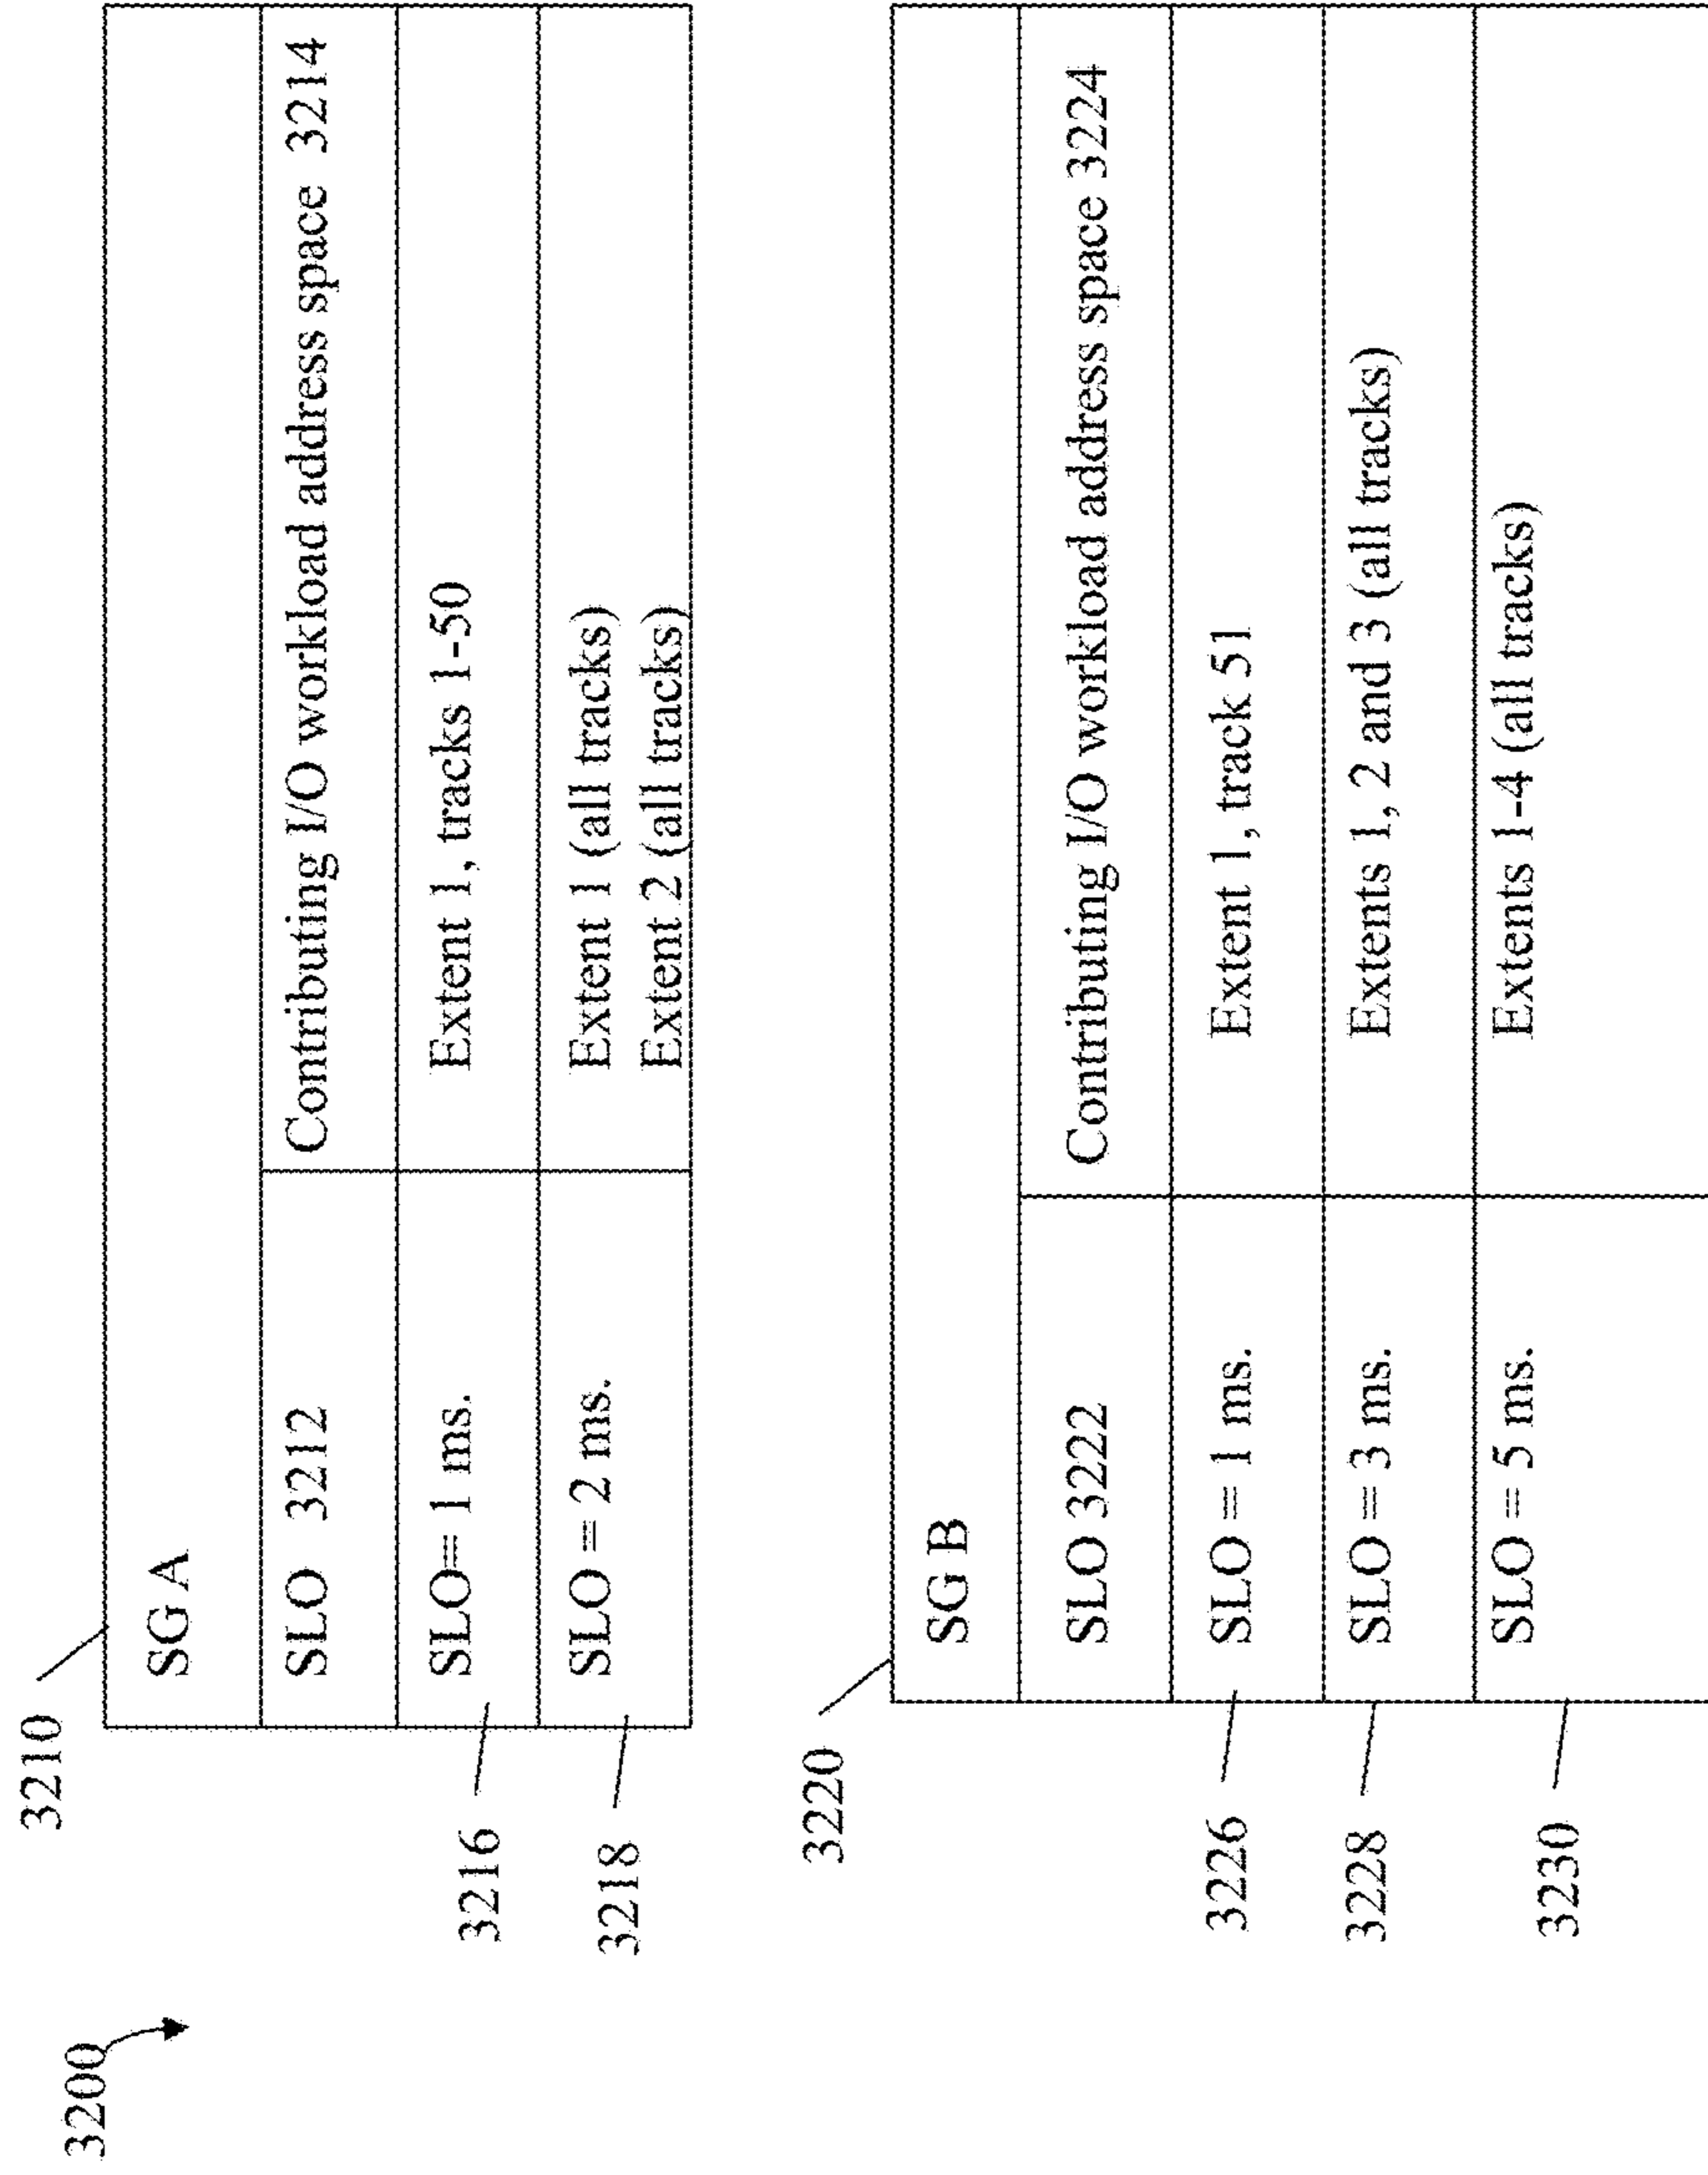 3200
3210
SG A
SLO 3212 Contributing I/O workload address space 3214
3216 SLO= 1 ms. Extent 1, tracks 1-50
3218 SLO = 2 ms. Extent 1 (all tracks)
Extent 2 (all tracks)
3220
SG B
SLO 3222 Contributing I/O workload address space 3224
3226 SLO = 1 ms. Extent 1, track 51
3228 SLO = 3 ms. Extents 1, 2 and 3 (all tracks)
3230 SLO = 5 ms. Extents 1-4 (all tracks)